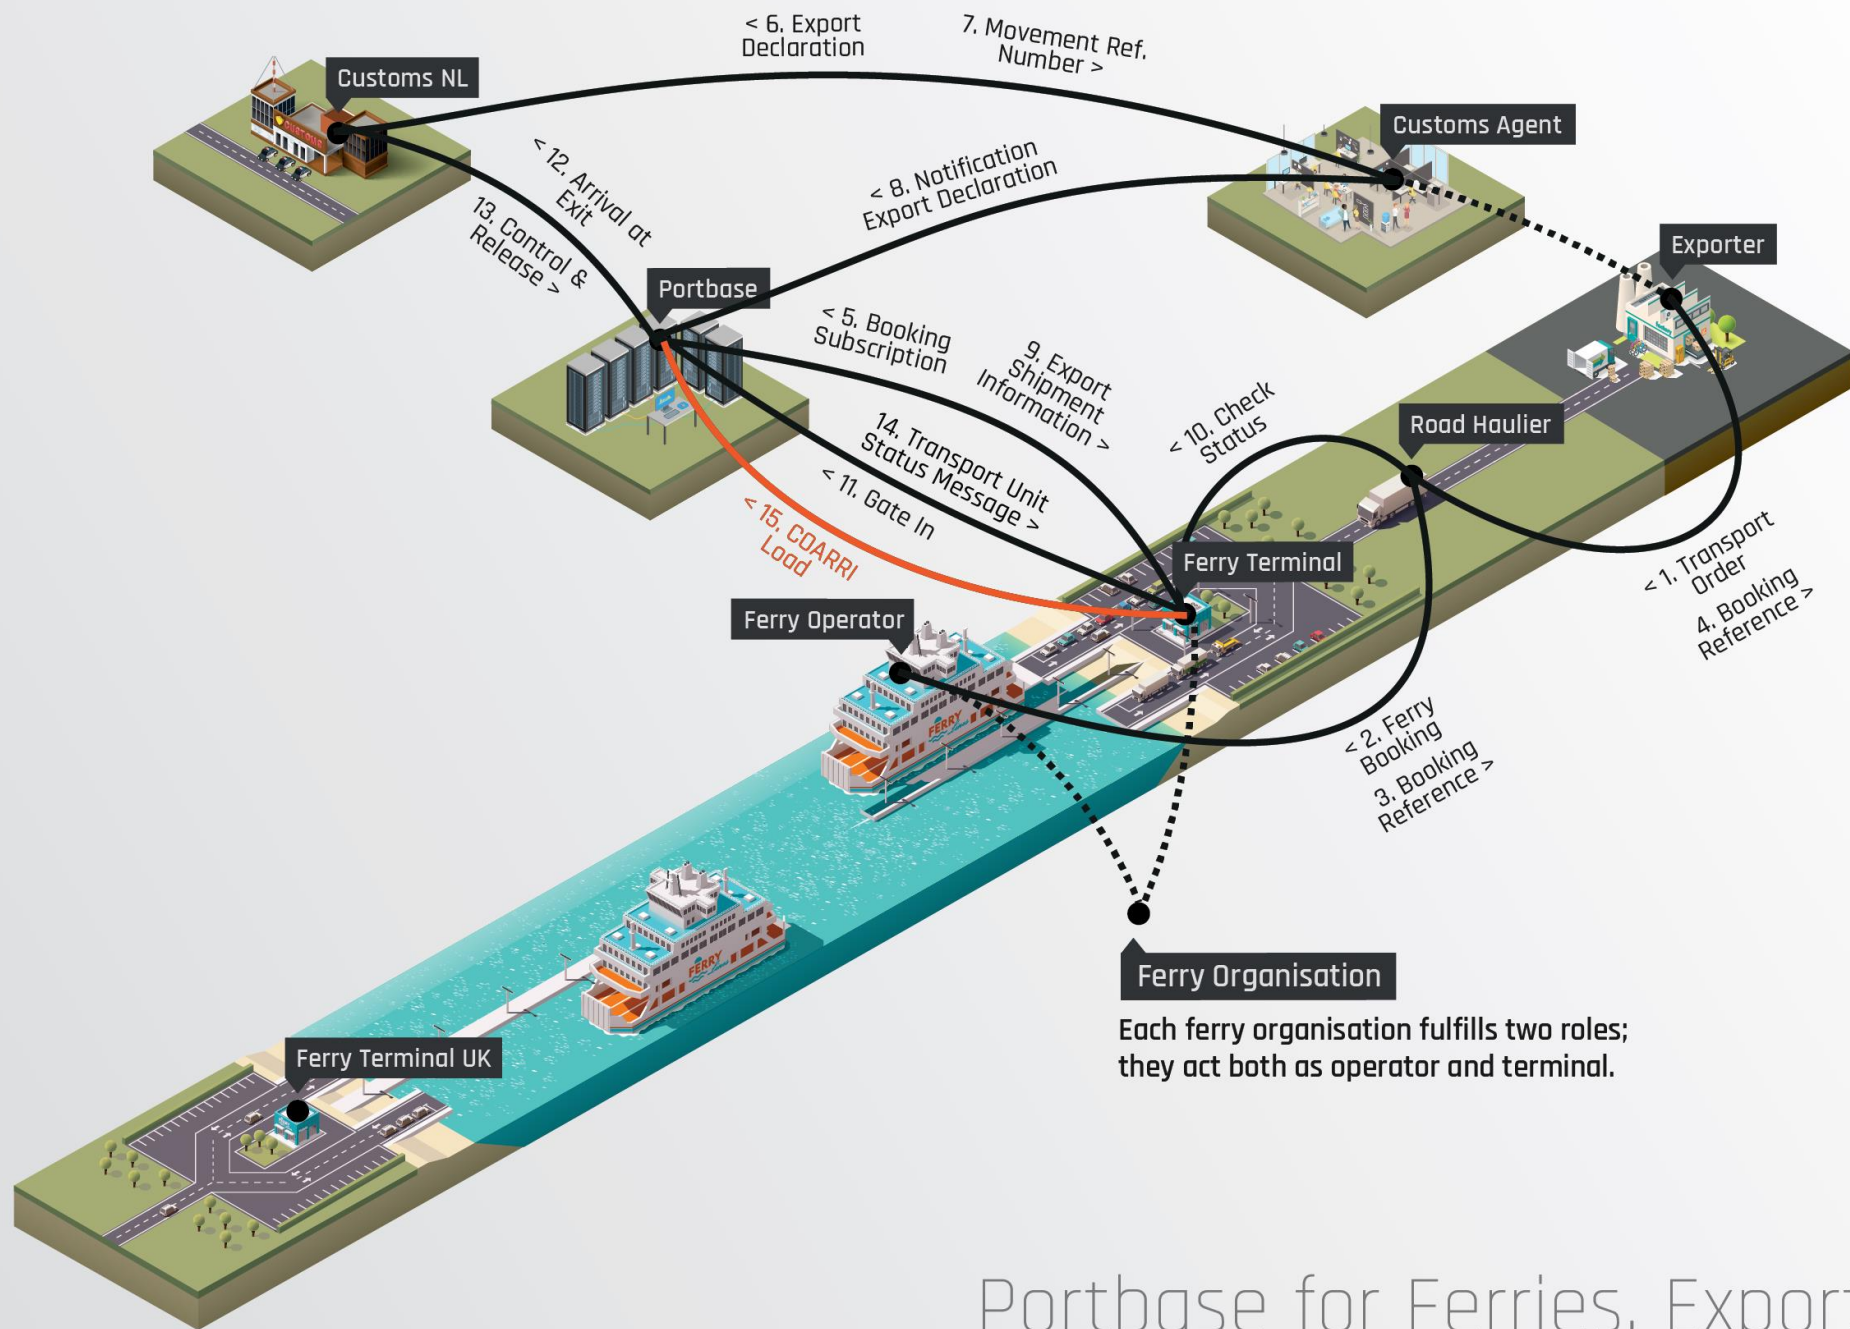 < 6. Export
Declaration
7. Movement Ref.
Number >
Customs NL
Customs Agent
CUSTOMS
< 12. Arrival at
Exit
13. Control &
Release >
< 8. Notification
Export Declaration
Exporter
Portbase
< 5. Booking
Subscription
9. Export
Shipment
Information >
< 10. Check
Status
Road Haulier
14. Transport Unit
Status Message >
< 11. Gate In
< 15. COARRI
Load
Ferry Terminal
< 1. Transport
Order
4. Booking
Reference >
Ferry Operator
FERRY
< 2. Ferry
Booking
3. Booking
Reference >
FERRY
Ferry Organisation
Each ferry organisation fulfills two roles;
they act both as operator and terminal.
Ferry Terminal UK
Portbase for Ferries, Export